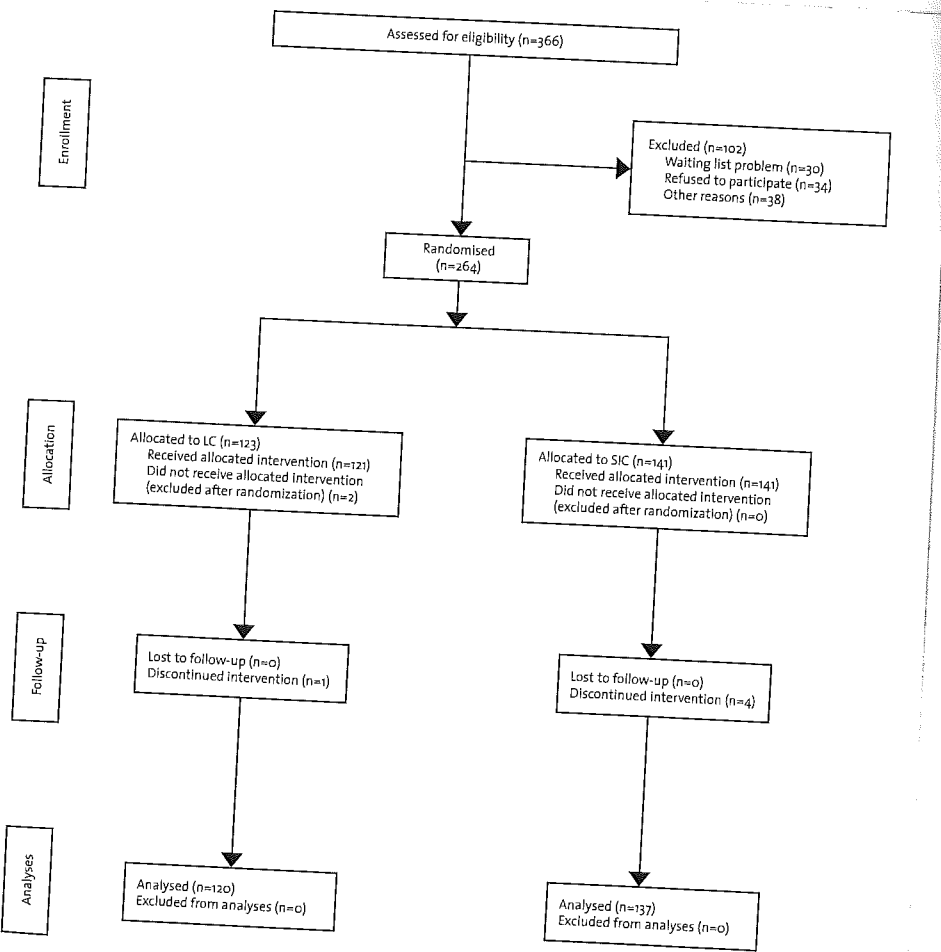 Assessed for eligibility (n=366)
Enrollment
Excluded (n=102)
Waiting list problem (n=30)
Refused to participate (n=34)
Other reasons (n=38)
Randomised
(n=264)
Allocation
Allocated to LC (n=123)
Received allocated intervention (n=121)
Did not receive allocated intervention
(excluded after randomization) (n=2)
Allocated to SIC (n=141)
Received allocated intervention (n=141)
Did not receive allocated intervention
(excluded after randomization) (n=0)
Follow-up
Lost to follow-up (n=0)
Discontinued intervention (n=1)
Lost to follow-up (n=0)
Discontinued intervention (n=4)
Analyses
Analysed (n=120)
Excluded from analyses (n=0)
Analysed (n=137)
Excluded from analyses (n=0)